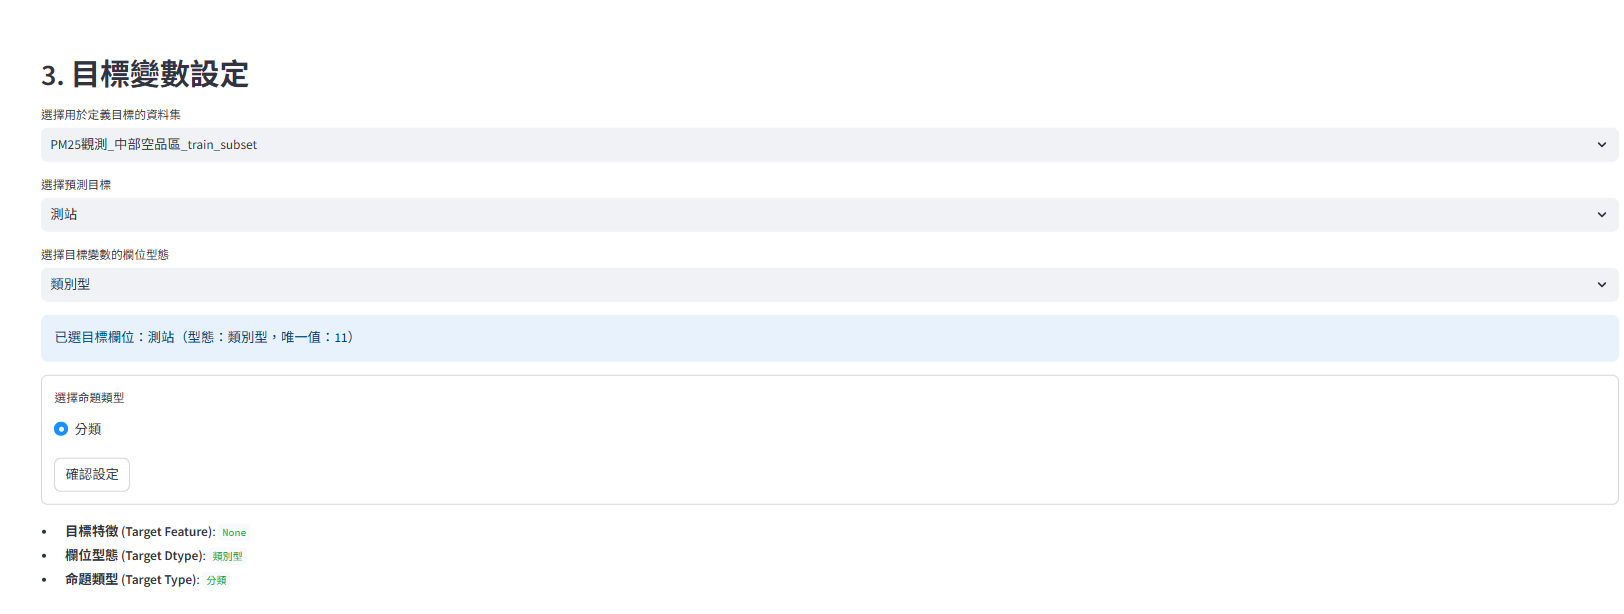 3. 目標變數設定
選擇用於定義目標的資料集
PM25觀測_中部空品區_train_subset
選擇預測目標
測站
選擇目標變數的欄位型態
類別型
已選目標欄位：測站（型態：類別型，唯一值：11）
選擇命題類型
分類
確認設定
目標特徵 (Target Feature): None
欄位型態 (Target Dtype): 類別型
命題類型 (Target Type): 分類